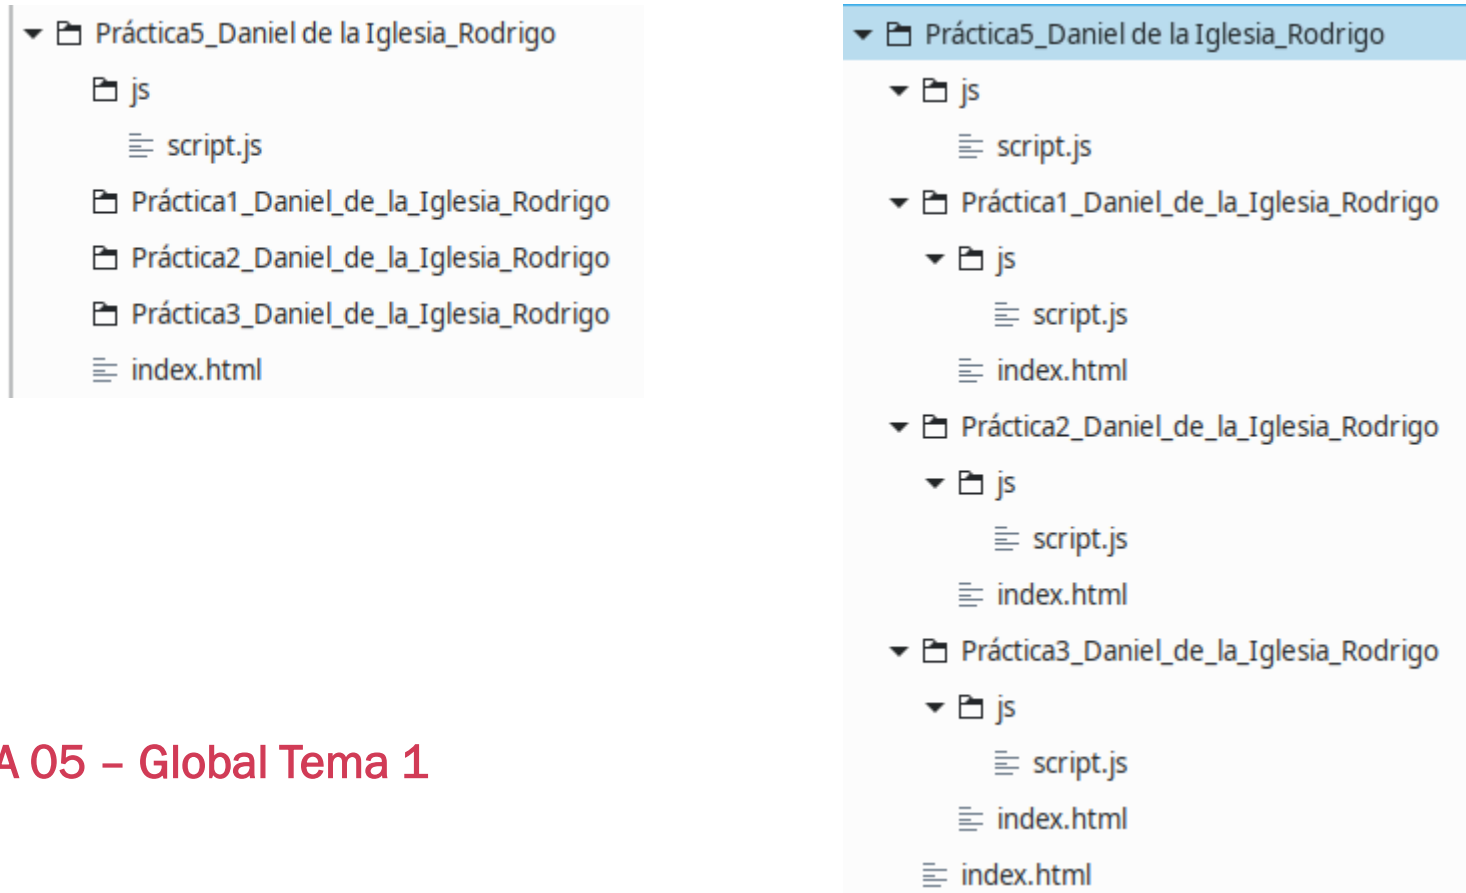 Práctica5_Daniel de la Iglesia_Rodrigo
js
script.js
Práctica1_Daniel_de_la_Iglesia_Rodrigo
Práctica2_Daniel_de_la_Iglesia_Rodrigo
Práctica3_Daniel_de_la_Iglesia_Rodrigo
index.html
A 05 – Global Tema 1
Práctica5_Daniel de la Iglesia_Rodrigo
js
script.js
Práctica1_Daniel_de_la_Iglesia_Rodrigo
js
script.js
index.html
Práctica2_Daniel_de_la_Iglesia_Rodrigo
js
script.js
index.html
Práctica3_Daniel_de_la_Iglesia_Rodrigo
js
script.js
index.html
index.html